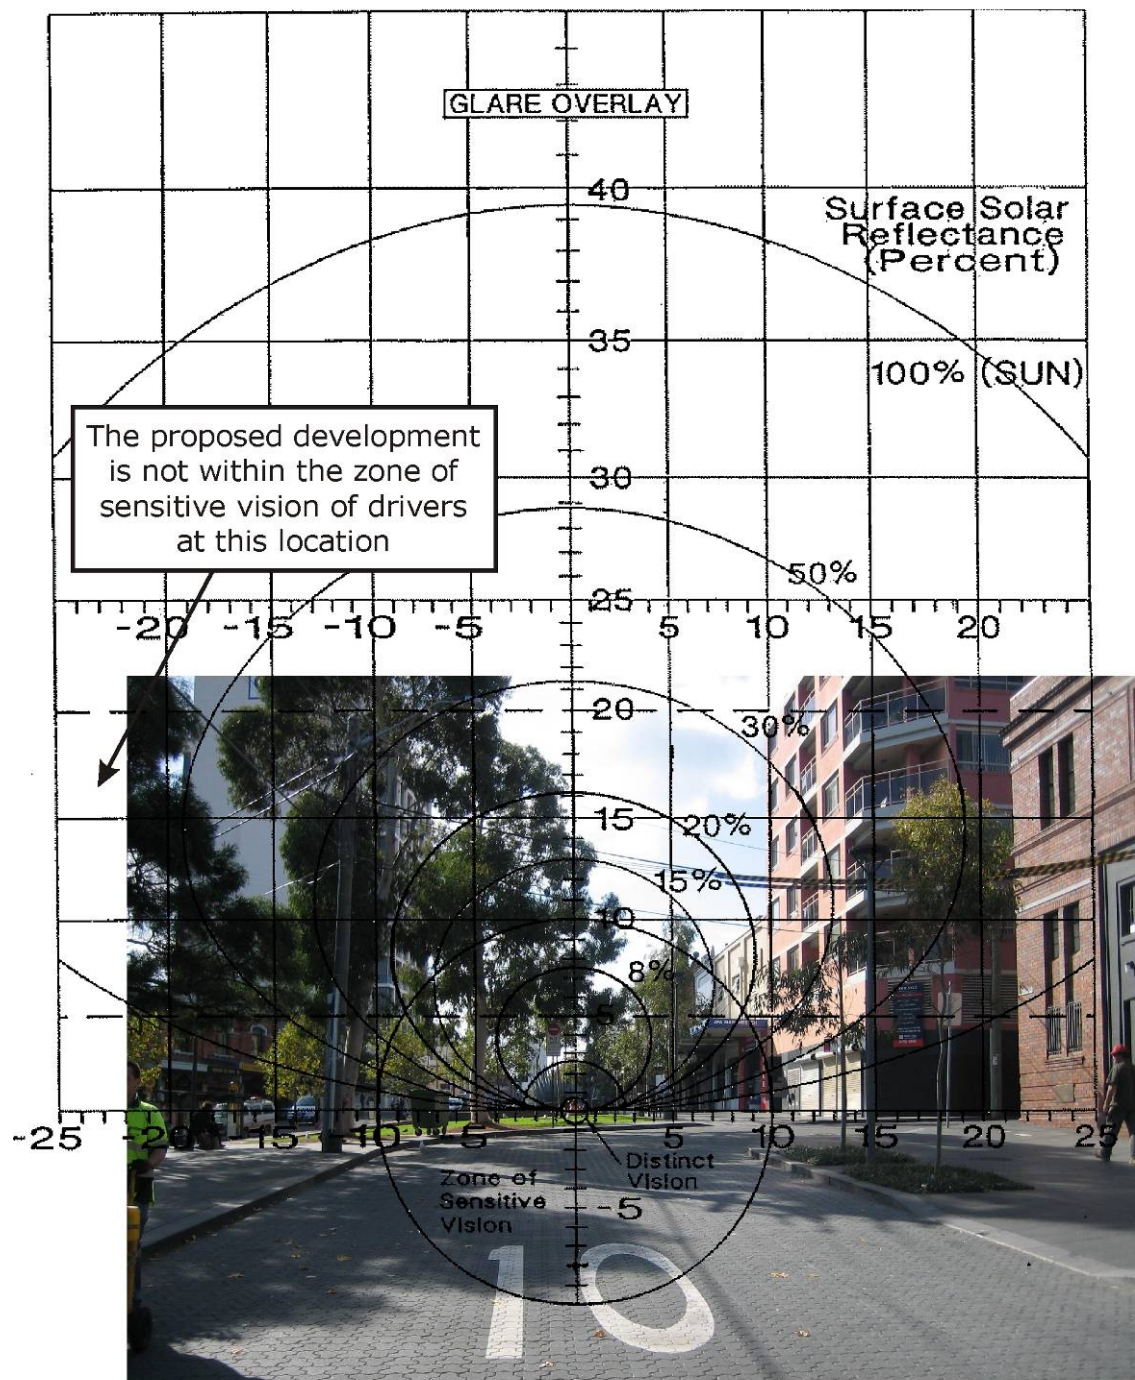 GLARE OVERLAY
40
Surface Solar
Reflectance
(Percent)
35
100% (SUN)
The proposed development
is not within the zone of
sensitive vision of drivers
at this location
30
50%
25
-20 -15 -10 -5 5 10 15 20
20
30%
15
20%
15%
10
8%
5
-25 -20 -15 -10 -5 5 10 15 20 25
Distinct
Vision
Zone of
Sensitive
Vision
-5
10